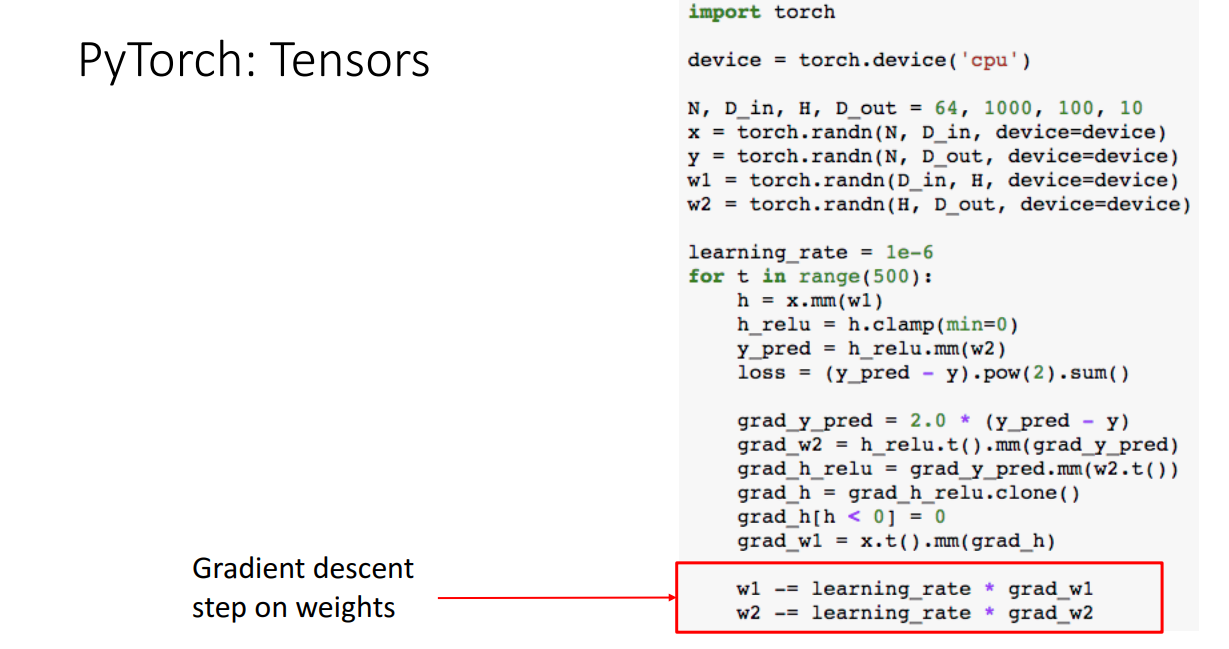 PyTorch: Tensors
import torch
device = torch.device('cpu')
N, D_in, H, D_out = 64, 1000, 100, 10
x = torch.randn(N, D_in, device=device)
y = torch.randn(N, D_out, device=device)
w1 = torch.randn(D_in, H, device=device)
w2 = torch.randn(H, D_out, device=device)
learning_rate = 1e-6
for t in range(500):
    h = x.mm(w1)
    h_relu = h.clamp(min=0)
    y_pred = h_relu.mm(w2)
    loss = (y_pred - y).pow(2).sum()
    grad_y_pred = 2.0 * (y_pred - y)
    grad_w2 = h_relu.t().mm(grad_y_pred)
    grad_h_relu = grad_y_pred.mm(w2.t())
    grad_h = grad_h_relu.clone()
    grad_h[h < 0] = 0
    grad_w1 = x.t().mm(grad_h)
    w1 -= learning_rate * grad_w1
    w2 -= learning_rate * grad_w2
Gradient descent
step on weights